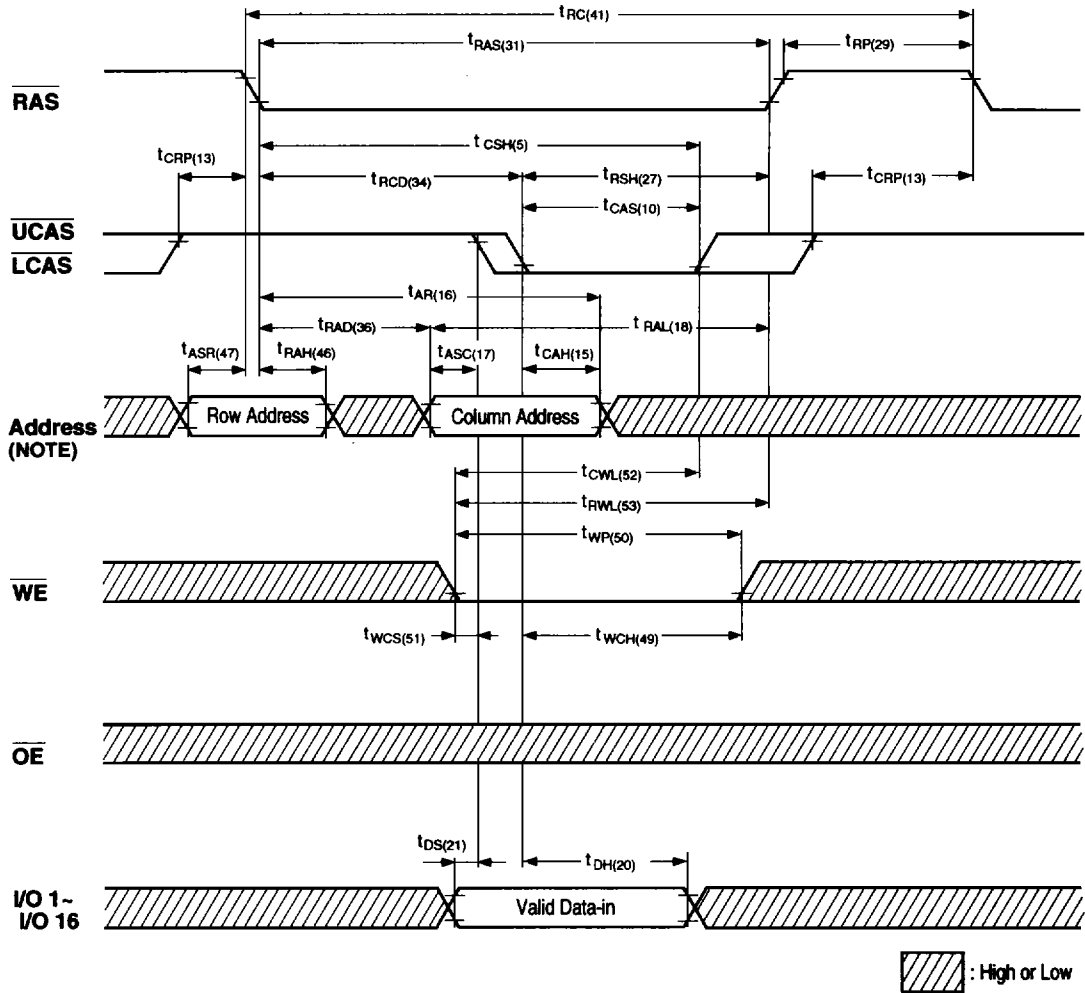 tRC(41)
tRAS(31)
tRP(29)
RAS
tCSH(5)
tCRP(13)
tRCD(34)
tRSH(27)
tCRP(13)
tCAS(10)
UCAS
LCAS
tAR(16)
tRAD(36)
tRAL(18)
tASR(47)
tRAH(46)
tASC(17)
tCAH(15)
Row Address
Column Address
Address
(NOTE)
tCWL(52)
tRWL(53)
tWP(50)
WE
tWCS(51)
tWCH(49)
OE
tDS(21)
tDH(20)
I/O 1~
I/O 16
Valid Data-in
: High or Low